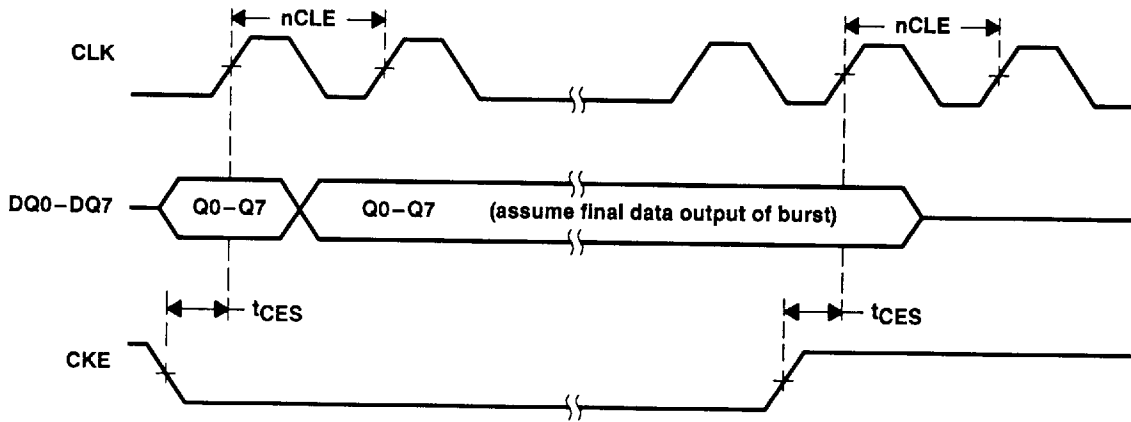 nCLE
nCLE
CLK
DQ0–DQ7
Q0–Q7
Q0–Q7
(assume final data output of burst)
tCES
tCES
CKE